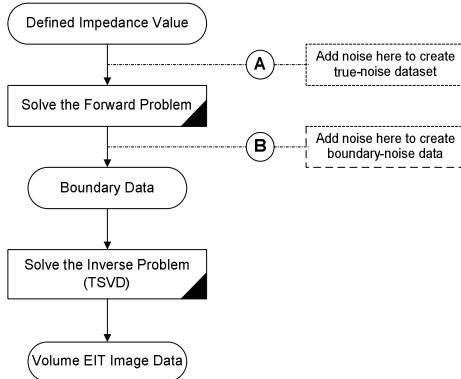 Defined Impedance Value
A
Add noise here to create
true-noise dataset
Solve the Forward Problem
B
Add noise here to create
boundary-noise data
Boundary Data
Solve the Inverse Problem
(TSVD)
Volume EIT Image Data